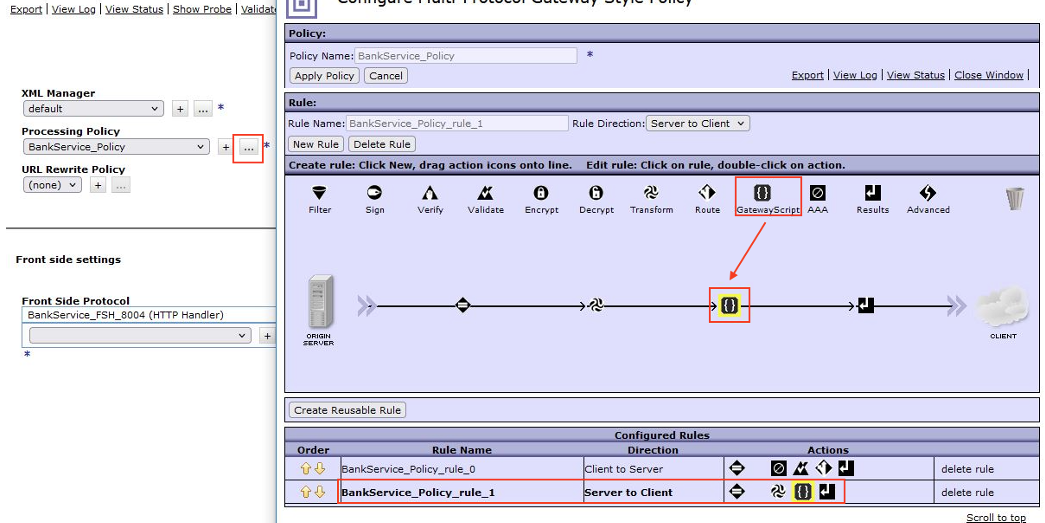 Export | View Log | View Status | Show Probe | Validate
XML Manager
default + ... *
Processing Policy
BankService_Policy + ... *
URL Rewrite Policy
(none) + ...
Front side settings
Front Side Protocol
BankService_FSH_8004 (HTTP Handler)
+
*
Configure Multi-Protocol Gateway Style Policy
Policy:
Policy Name: BankService_Policy *
Apply Policy Cancel Export | View Log | View Status | Close Window |
Rule:
Rule Name: BankService_Policy_rule_1 Rule Direction: Server to Client
New Rule Delete Rule
Create rule: Click New, drag action icons onto line. Edit rule: Click on rule, double-click on action.
Filter Sign Verify Validate Encrypt Decrypt Transform Route GatewayScript AAA Results Advanced
ORIGIN
SERVER
CLIENT
Create Reusable Rule
Configured Rules
Order Rule Name Direction Actions
BankService_Policy_rule_0 Client to Server delete rule
BankService_Policy_rule_1 Server to Client delete rule
Scroll to top